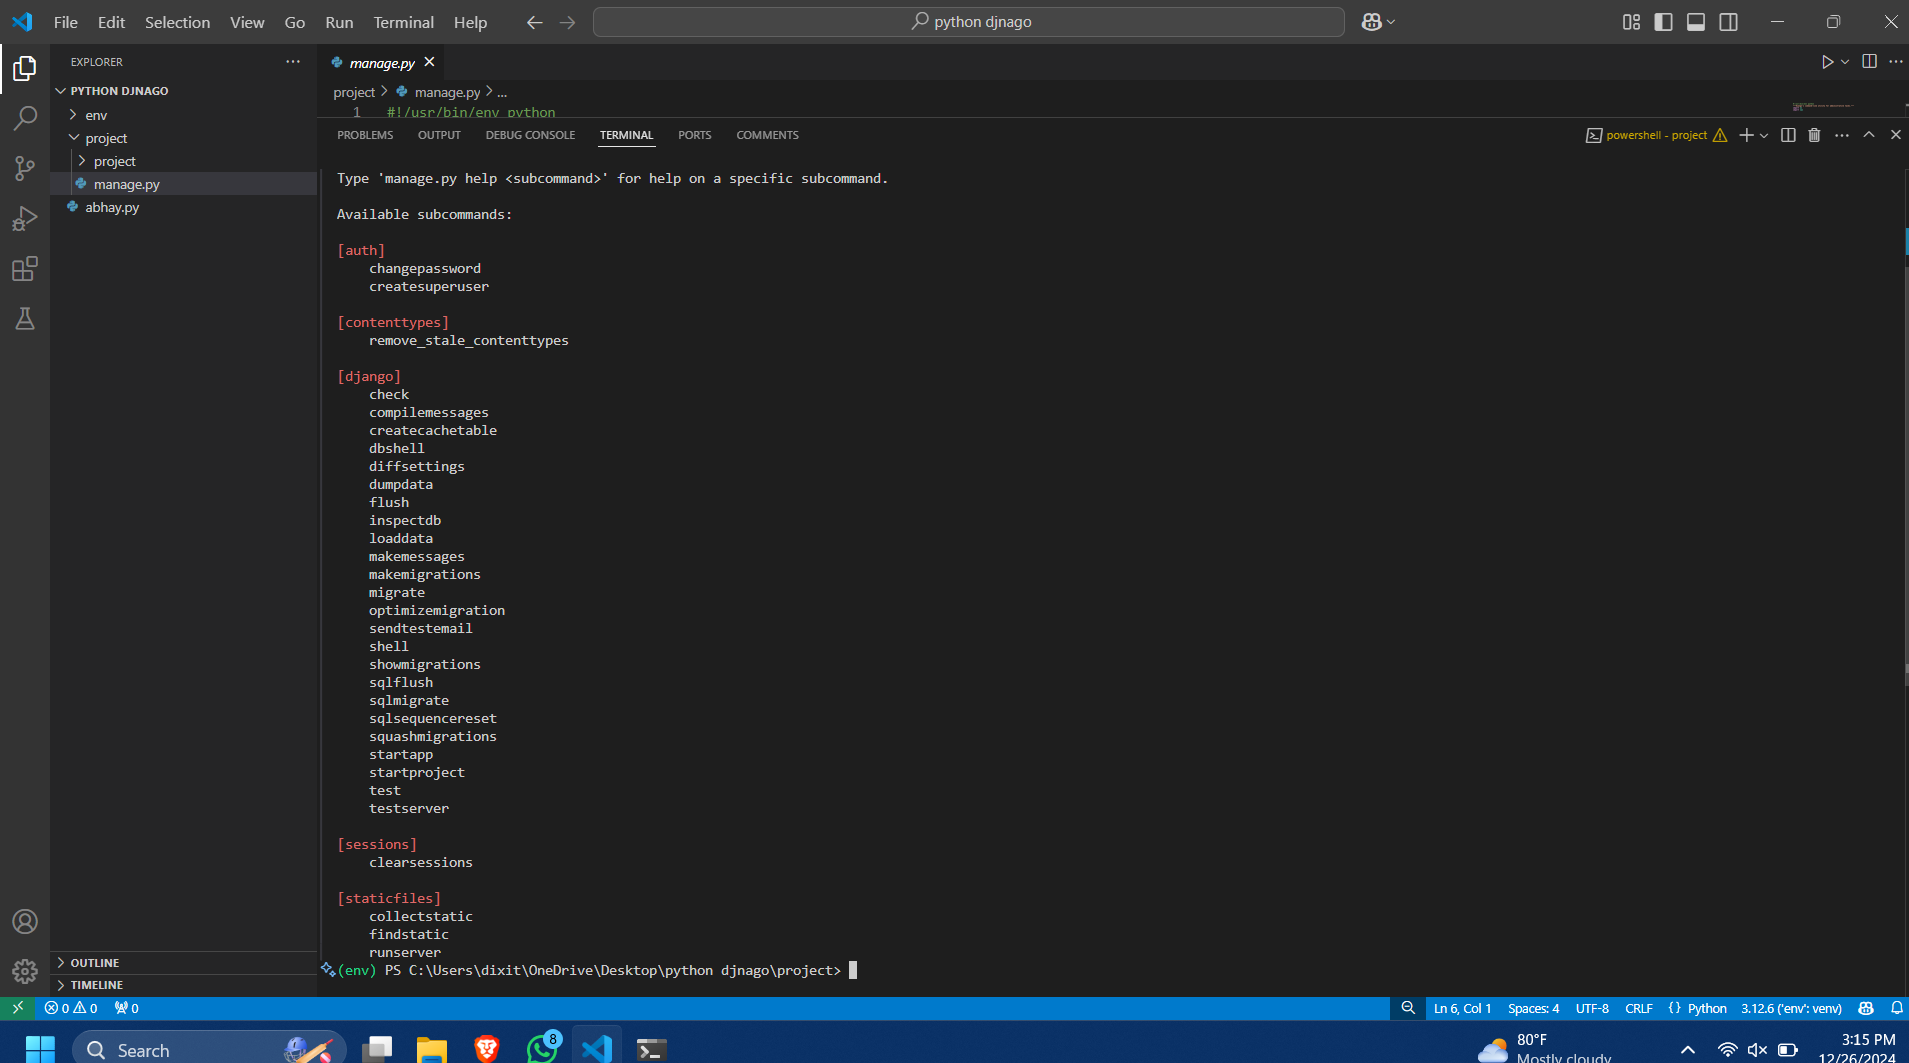 File Edit Selection View Go Run Terminal Help
python djnago
EXPLORER
PYTHON DJNAGO
env
project
project
manage.py
abhay.py
OUTLINE
TIMELINE
manage.py
project > manage.py > ...
1 #!/usr/bin/env python
PROBLEMS OUTPUT DEBUG CONSOLE TERMINAL PORTS COMMENTS
powershell - project
Type 'manage.py help <subcommand>' for help on a specific subcommand.
Available subcommands:
[auth]
changepassword
createsuperuser
[contenttypes]
remove_stale_contenttypes
[django]
check
compilemessages
createcachetable
dbshell
diffsettings
dumpdata
flush
inspectdb
loaddata
makemessages
makemigrations
migrate
optimizemigration
sendtestemail
shell
showmigrations
sqlflush
sqlmigrate
sqlsequencereset
squashmigrations
startapp
startproject
test
testserver
[sessions]
clearsessions
[staticfiles]
collectstatic
findstatic
runserver
(env) PS C:\Users\dixit\OneDrive\Desktop\python djnago\project>
0 0 0
Ln 6, Col 1 Spaces: 4 UTF-8 CRLF {} Python 3.12.6 ('env': venv)
Search
8
80°F
Mostly cloudy
3:15 PM
12/26/2024